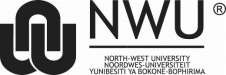 NWU®
NORTH-WEST UNIVERSITY
NOORDWES-UNIVERSITEIT
YUNIBESITI YA BOKONE-BOPHIRIMA